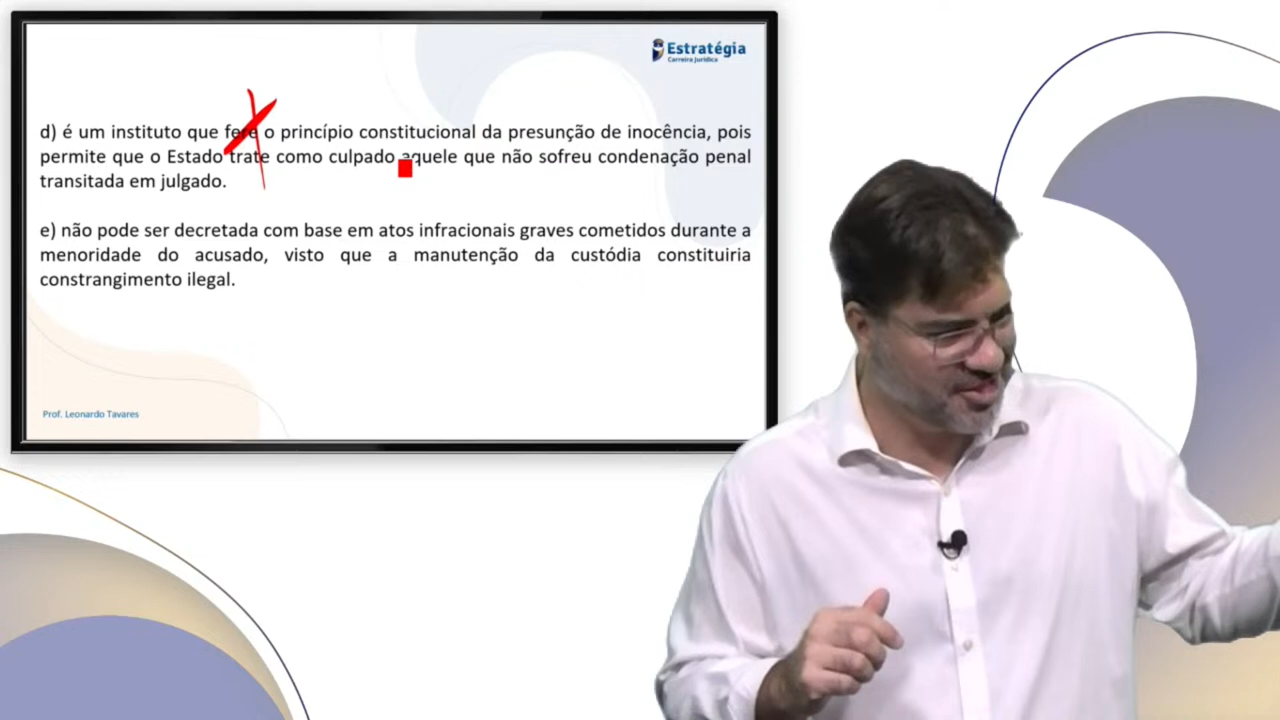 Estratégia
Carreira Jurídica
d) é um instituto que fere o princípio constitucional da presunção de inocência, pois
permite que o Estado trate como culpado aquele que não sofreu condenação penal
transitada em julgado.
e) não pode ser decretada com base em atos infracionais graves cometidos durante a
menoridade do acusado, visto que a manutenção da custódia constituiria
constrangimento ilegal.
Prof. Leonardo Tavares